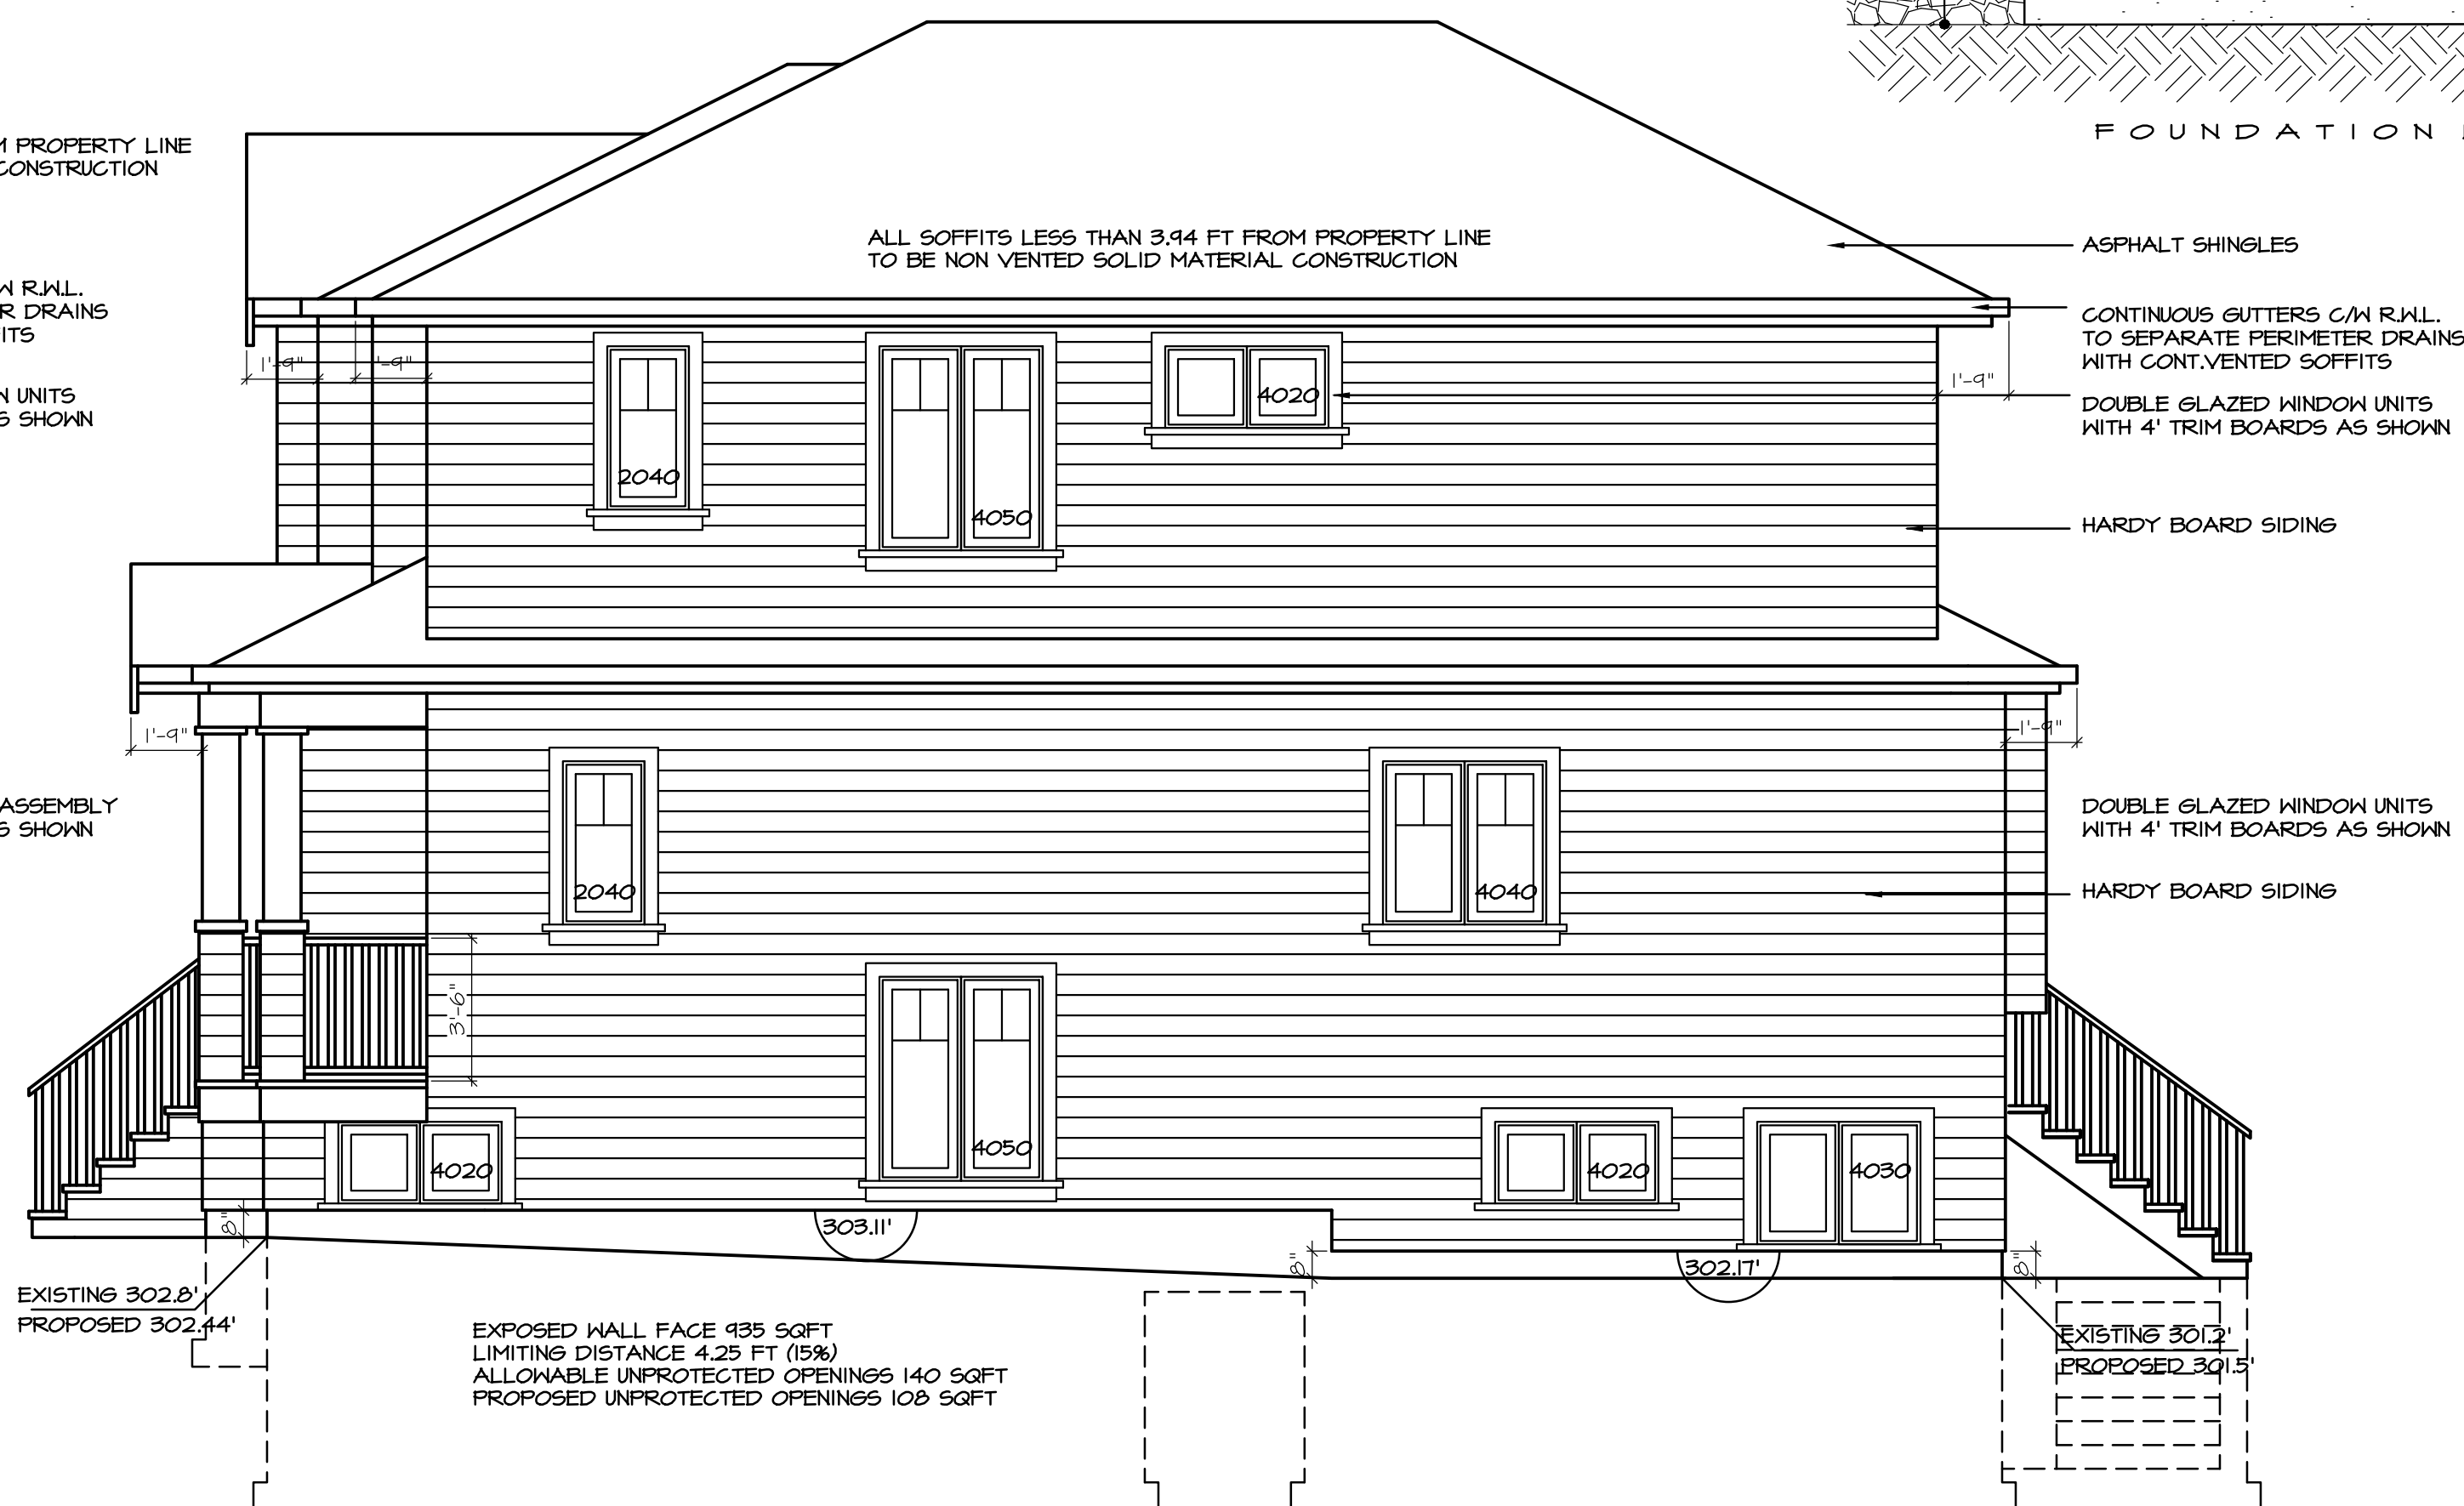 M PROPERTY LINE
CONSTRUCTION
W R.W.L.
R DRAINS
ITS
N UNITS
S SHOWN
ASSEMBLY
S SHOWN
FOUNDATION
ALL SOFFITS LESS THAN 3.94 FT FROM PROPERTY LINE
TO BE NON VENTED SOLID MATERIAL CONSTRUCTION
ASPHALT SHINGLES
CONTINUOUS GUTTERS C/W R.W.L.
TO SEPARATE PERIMETER DRAINS
WITH CONT.VENTED SOFFITS
1'-9"
1'-9"
1'-9"
4020
DOUBLE GLAZED WINDOW UNITS
WITH 4' TRIM BOARDS AS SHOWN
2040
4050
HARDY BOARD SIDING
1'-9"
1'-9"
DOUBLE GLAZED WINDOW UNITS
WITH 4' TRIM BOARDS AS SHOWN
2040
4040
HARDY BOARD SIDING
3'-6"
4020
4050
4020
4030
8"
303.11'
8"
302.17'
8"
EXISTING 302.8'
PROPOSED 302.44'
EXPOSED WALL FACE 935 SQFT
LIMITING DISTANCE 4.25 FT (15%)
ALLOWABLE UNPROTECTED OPENINGS 140 SQFT
PROPOSED UNPROTECTED OPENINGS 108 SQFT
EXISTING 301.2'
PROPOSED 301.5'